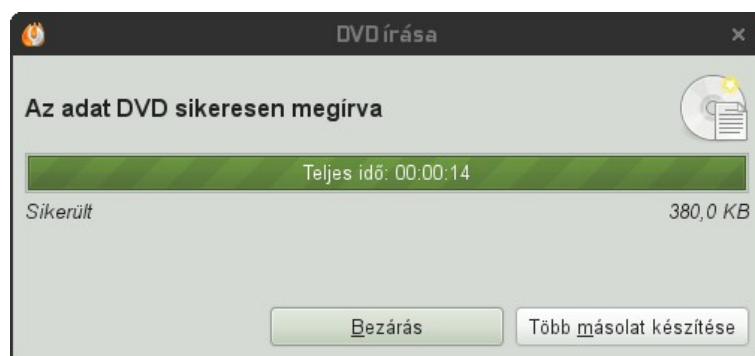 DVD írása
Az adat DVD sikeresen megírva
Teljes idő: 00:00:14
Sikerült 380,0 KB
Bezárás Több másolat készítése